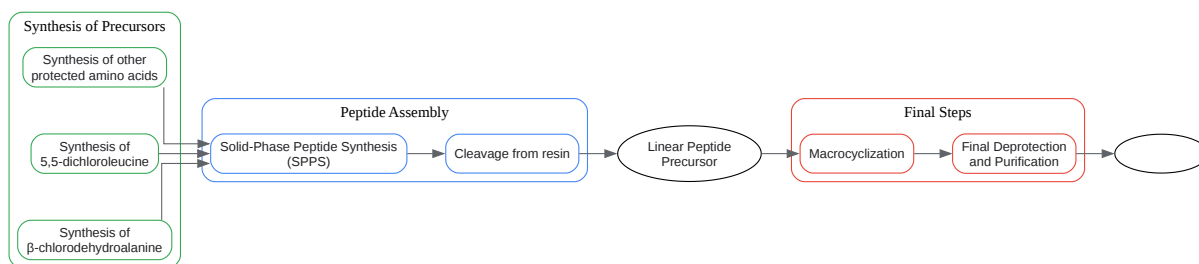 Synthesis of Precursors
Synthesis of other
protected amino acids
Synthesis of
5,5-dichloroleucine
Synthesis of
β-chlorodehydroalanine
Peptide Assembly
Solid-Phase Peptide Synthesis
(SPPS)
Cleavage from resin
Linear Peptide
Precursor
Final Steps
Macrocyclization
Final Deprotection
and Purification